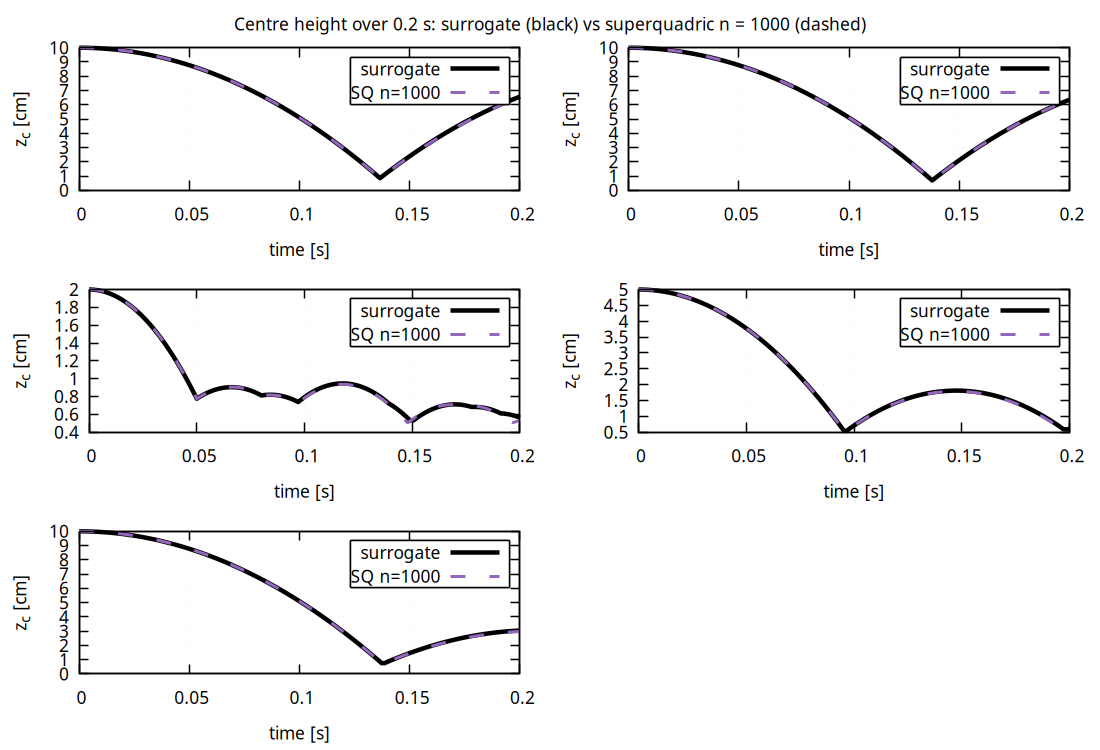 Centre height over 0.2 s: surrogate (black) vs superquadric n = 1000 (dashed)
10
9
8
7
6
5
4
3
2
1
0
z_c [cm]
surrogate
SQ n=1000
0 0.05 0.1 0.15 0.2
time [s]
10
9
8
7
6
5
4
3
2
1
0
z_c [cm]
surrogate
SQ n=1000
0 0.05 0.1 0.15 0.2
time [s]
2
1.8
1.6
1.4
1.2
1
0.8
0.6
0.4
z_c [cm]
surrogate
SQ n=1000
0 0.05 0.1 0.15 0.2
time [s]
5
4.5
4
3.5
3
2.5
2
1.5
1
0.5
z_c [cm]
surrogate
SQ n=1000
0 0.05 0.1 0.15 0.2
time [s]
10
9
8
7
6
5
4
3
2
1
0
z_c [cm]
surrogate
SQ n=1000
0 0.05 0.1 0.15 0.2
time [s]